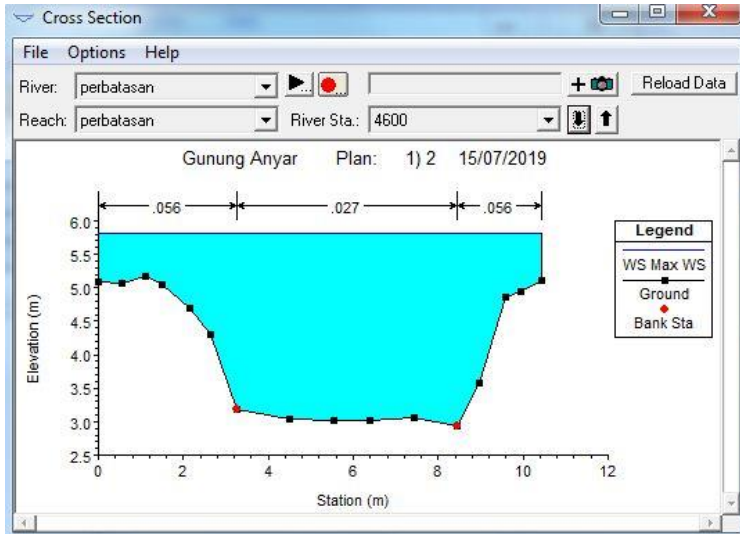 Cross Section
File Options Help
River: perbatasan Reload Data
Reach: perbatasan River Sta.: 4600
Gunung Anyar Plan: 1) 2 15/07/2019
.056 .027 .056
6.0
5.5
5.0
4.5
4.0
3.5
3.0
2.5
Elevation (m)
0 2 4 6 8 10 12
Station (m)
Legend
WS Max WS
Ground
Bank Sta